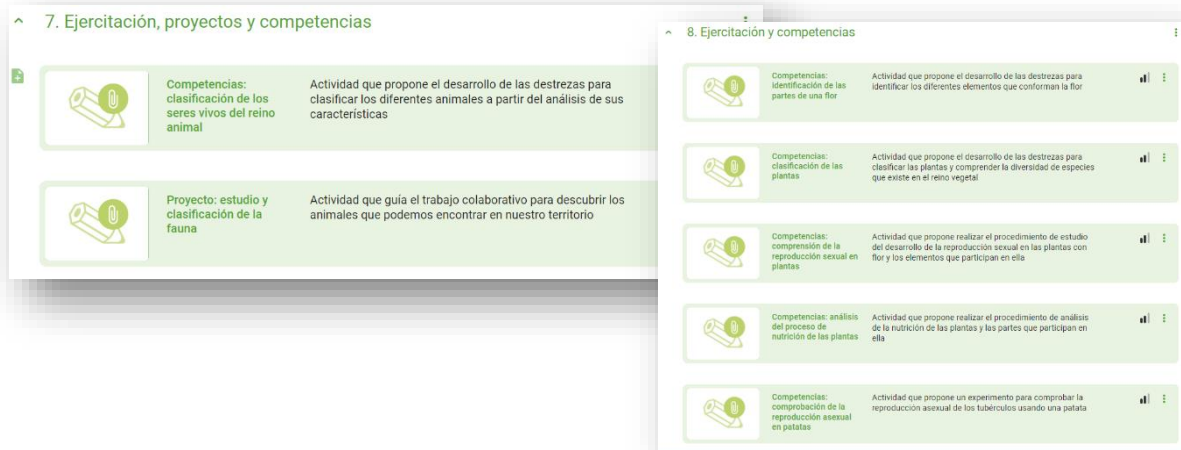 7. Ejercitación, proyectos y competencias
Competencias:
clasificación de los
seres vivos del reino
animal
Actividad que propone el desarrollo de las destrezas para
clasificar los diferentes animales a partir del análisis de sus
características
Proyecto: estudio y
clasificación de la
fauna
Actividad que guía el trabajo colaborativo para descubrir los
animales que podemos encontrar en nuestro territorio
8. Ejercitación y competencias
Competencias:
identificación de las
partes de una flor
Actividad que propone el desarrollo de las destrezas para
identificar los diferentes elementos que conforman la flor
Competencias:
clasificación de las
plantas
Actividad que propone el desarrollo de las destrezas para
clasificar las plantas y comprender la diversidad de especies
que existe en el reino vegetal
Competencias:
comprensión de la
reproducción sexual en
plantas
Actividad que propone realizar el procedimiento de estudio
del desarrollo de la reproducción sexual en las plantas con
flor y los elementos que participan en ella
Competencias: análisis
del proceso de
nutrición de las plantas
Actividad que propone realizar el procedimiento de análisis
de la nutrición de las plantas y las partes que participan en
ella
Competencias:
comprobación de la
reproducción asexual
en patatas
Actividad que propone un experimento para comprobar la
reproducción asexual de los tubérculos usando una patata